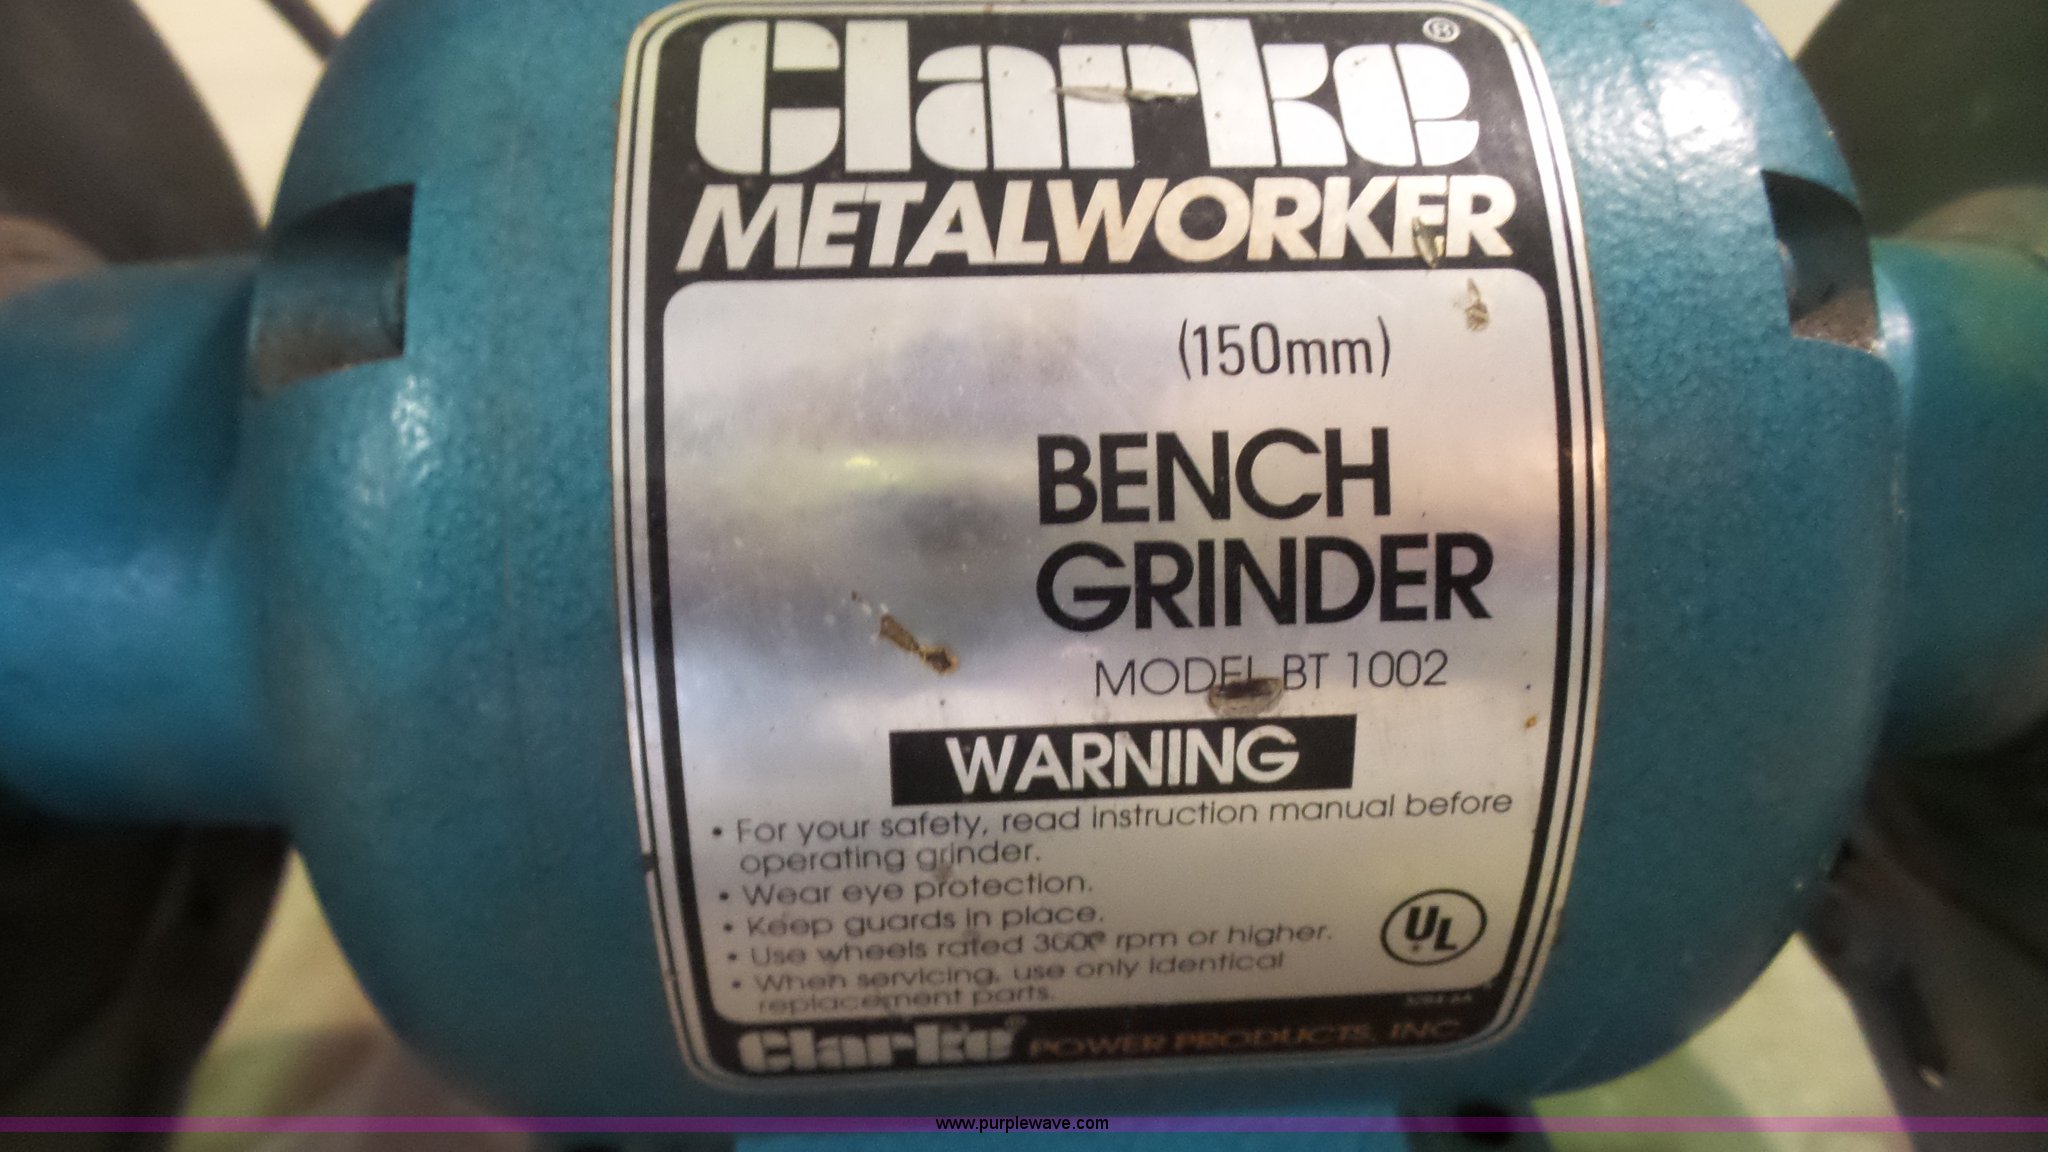 Clarke®
METALWORKER
(150mm)
BENCH
GRINDER
MODEL BT 1002
WARNING
• For your safety, read instruction manual before
operating grinder.
• Wear eye protection.
• Keep guards in place.
• Use wheels rated 3600 rpm or higher.
• When servicing, use only identical
replacement parts.
UL
Clarke® POWER PRODUCTS, INC
www.purplewave.com